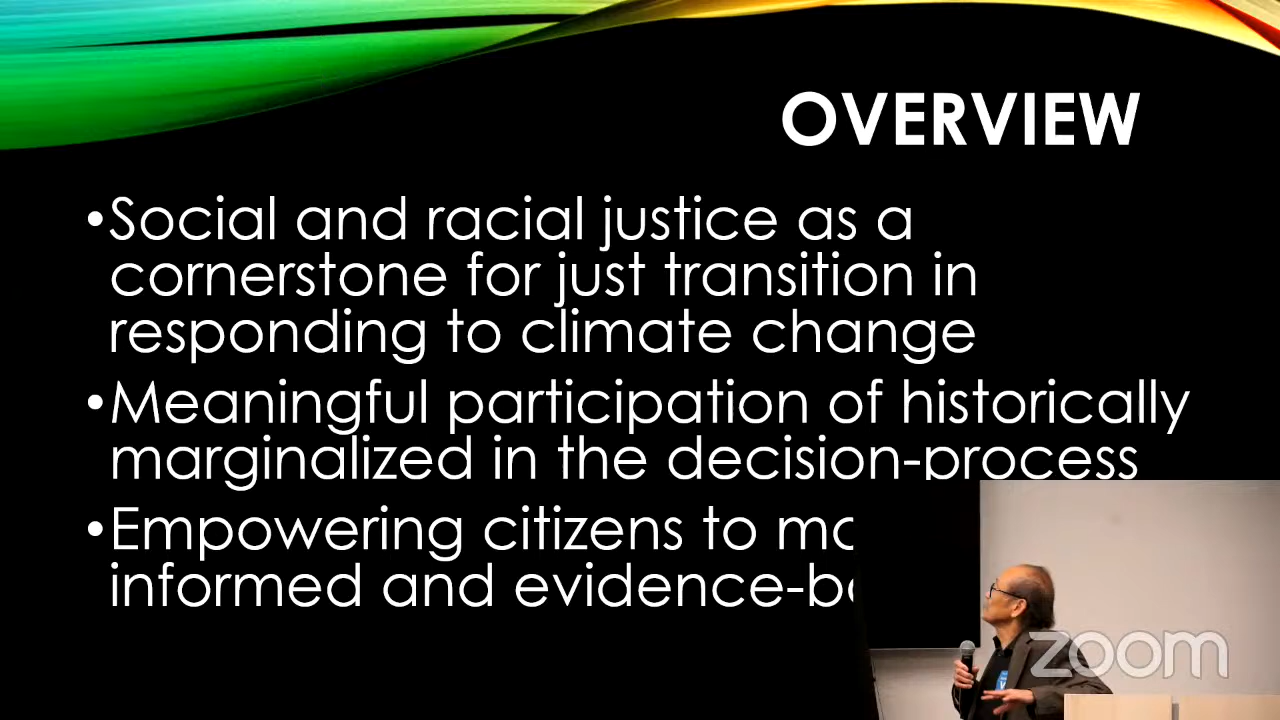 OVERVIEW
•Social and racial justice as a
cornerstone for just transition in
responding to climate change
•Meaningful participation of historically
marginalized in the decision-process
•Empowering citizens to
informed and
zoom